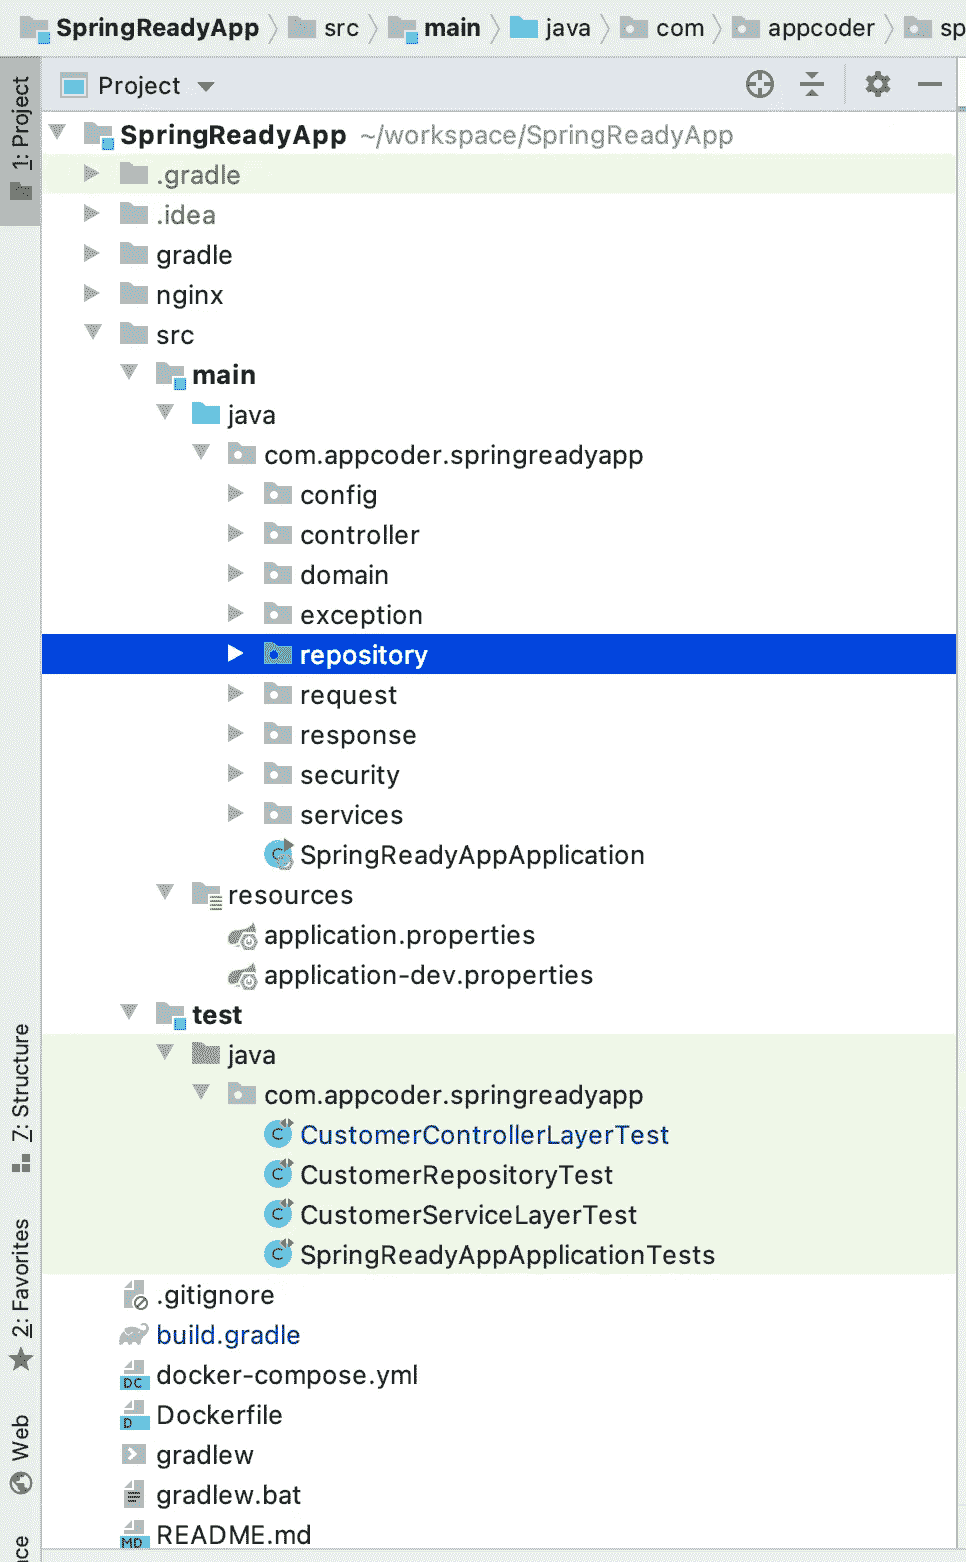 SpringReadyApp src main java com appcoder sp
1: Project
Project
SpringReadyApp ~/workspace/SpringReadyApp
.gradle
.idea
gradle
nginx
src
main
java
com.appcoder.springreadyapp
config
controller
domain
exception
repository
request
response
security
services
C SpringReadyAppApplication
resources
application.properties
application-dev.properties
test
7: Structure
java
com.appcoder.springreadyapp
C CustomerControllerLayerTest
C CustomerRepositoryTest
C CustomerServiceLayerTest
2: Favorites
C SpringReadyAppApplicationTests
.gitignore
build.gradle
DC docker-compose.yml
D Dockerfile
Web
gradlew
gradlew.bat
MD README.md
ce